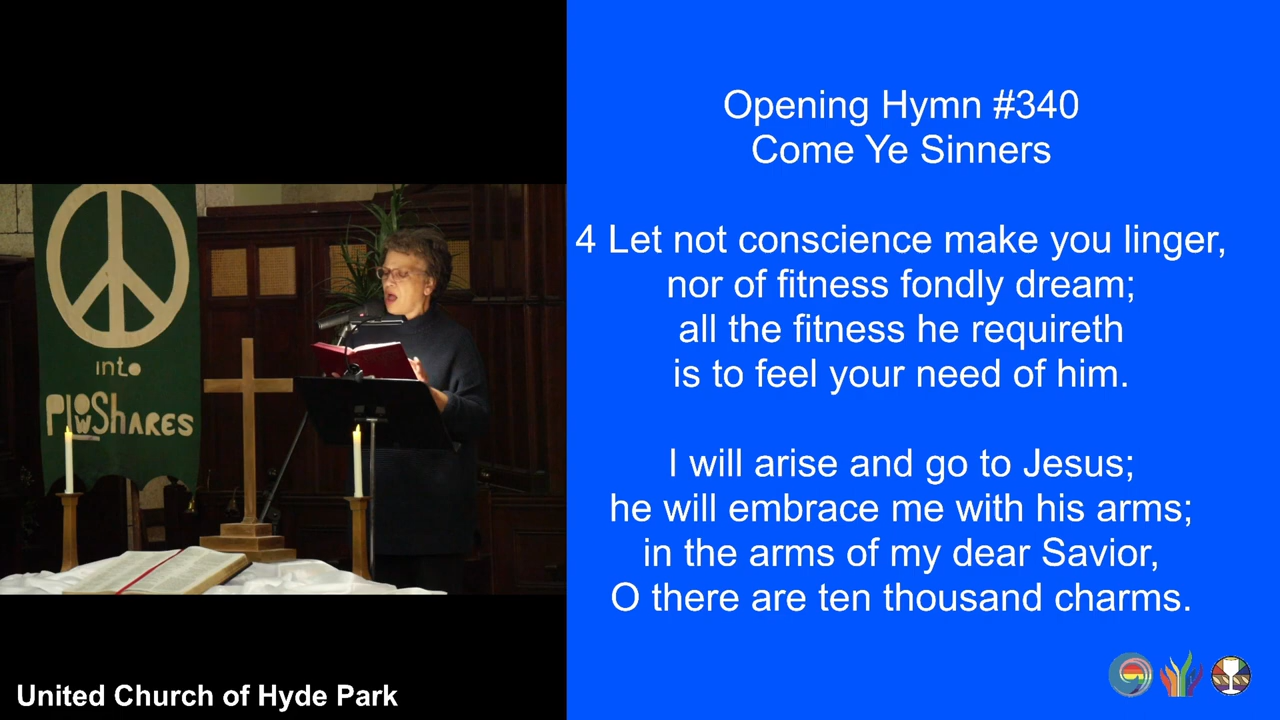 Opening Hymn #340
Come Ye Sinners
4 Let not conscience make you linger,
nor of fitness fondly dream;
all the fitness he requireth
is to feel your need of him.
I will arise and go to Jesus;
he will embrace me with his arms;
in the arms of my dear Savior,
O there are ten thousand charms.
into
PlowShares
United Church of Hyde Park